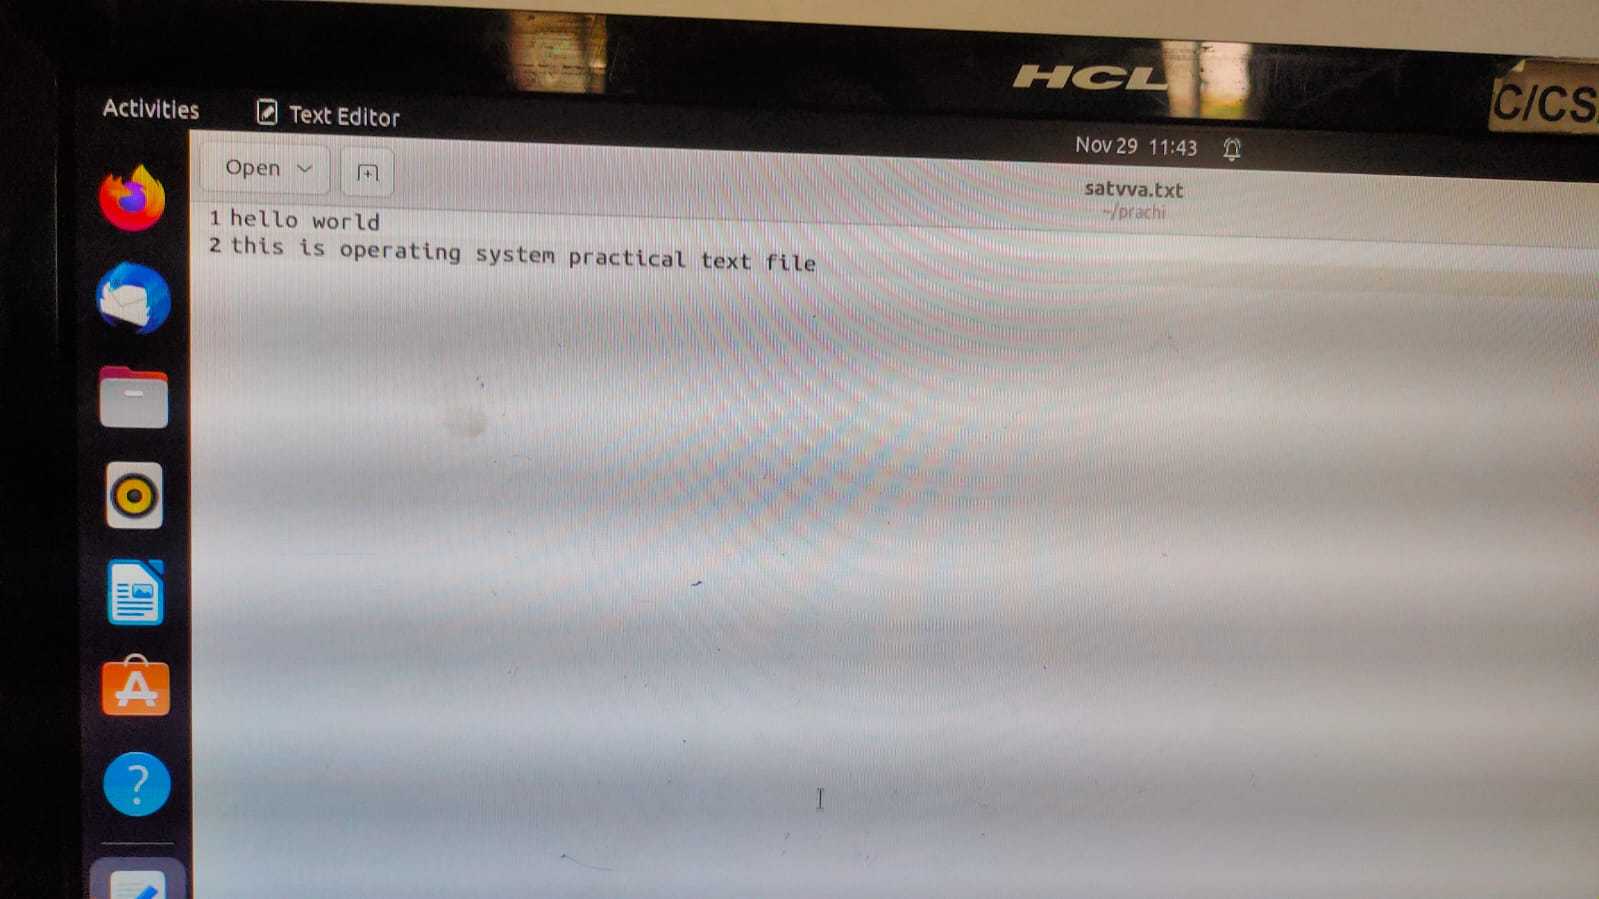 HCL
C/CS
Activities
Text Editor
Nov 29 11:43
Open
satvva.txt
~/prachi
1 hello world
2 this is operating system practical text file